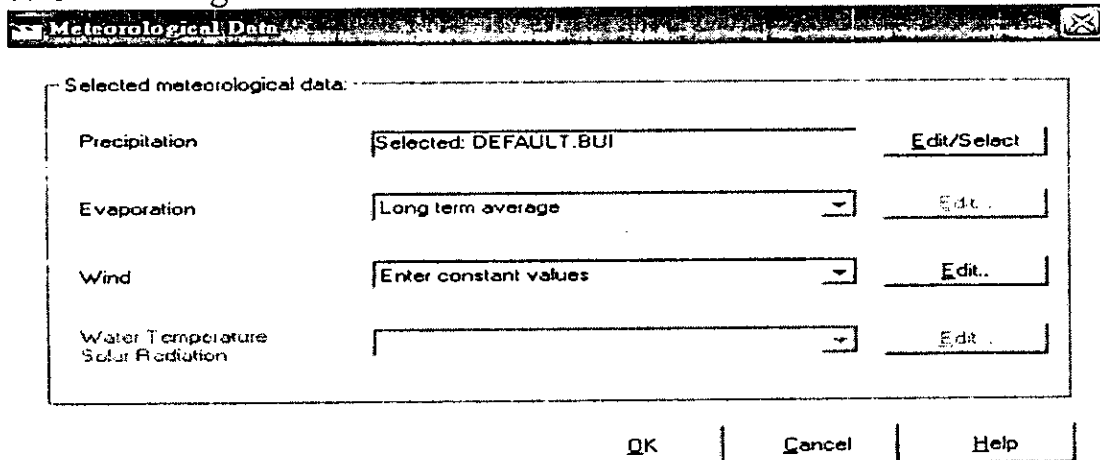 Meteorological Data
Selected meteorological data:
Precipitation Selected: DEFAULT.BUI Edit/Select
Evaporation Long term average Edit..
Wind Enter constant values Edit..
Water Temperature
Solar Radiation Edit..
OK Cancel Help